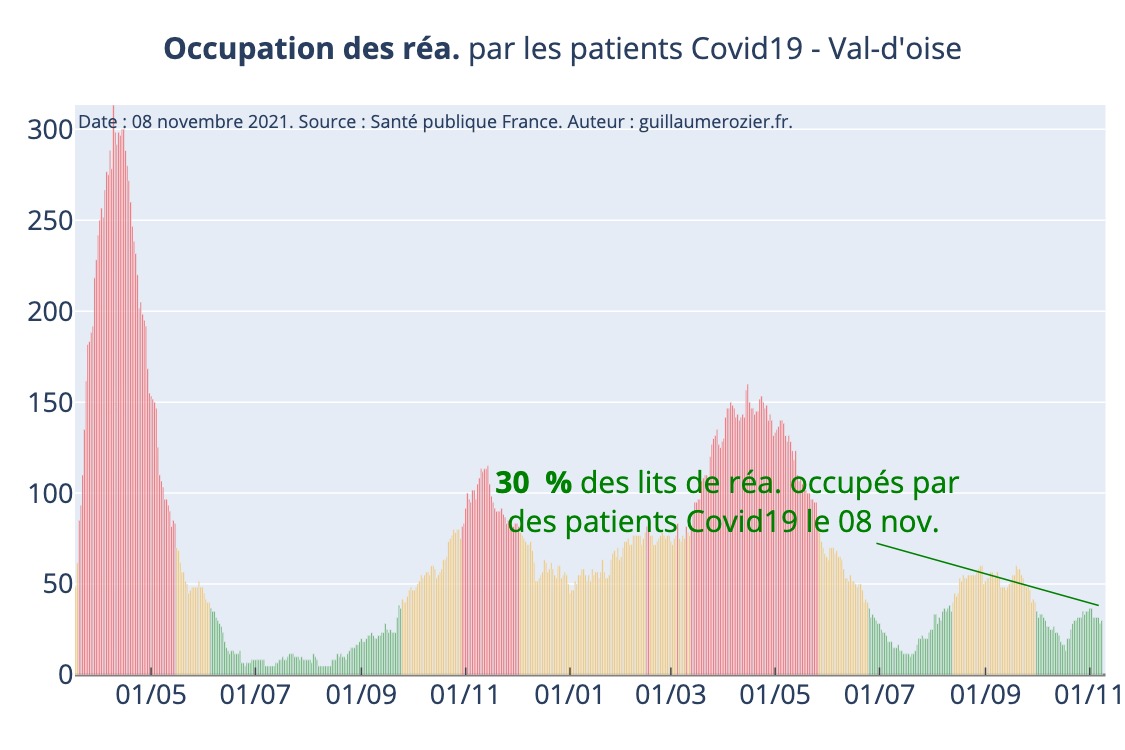 Occupation des réa. par les patients Covid19 - Val-d'oise
Date : 08 novembre 2021. Source : Santé publique France. Auteur : guillaumerozier.fr.
300
250
200
150
100
50
0
30 % des lits de réa. occupés par
des patients Covid19 le 08 nov.
01/05 01/07 01/09 01/11 01/01 01/03 01/05 01/07 01/09 01/11